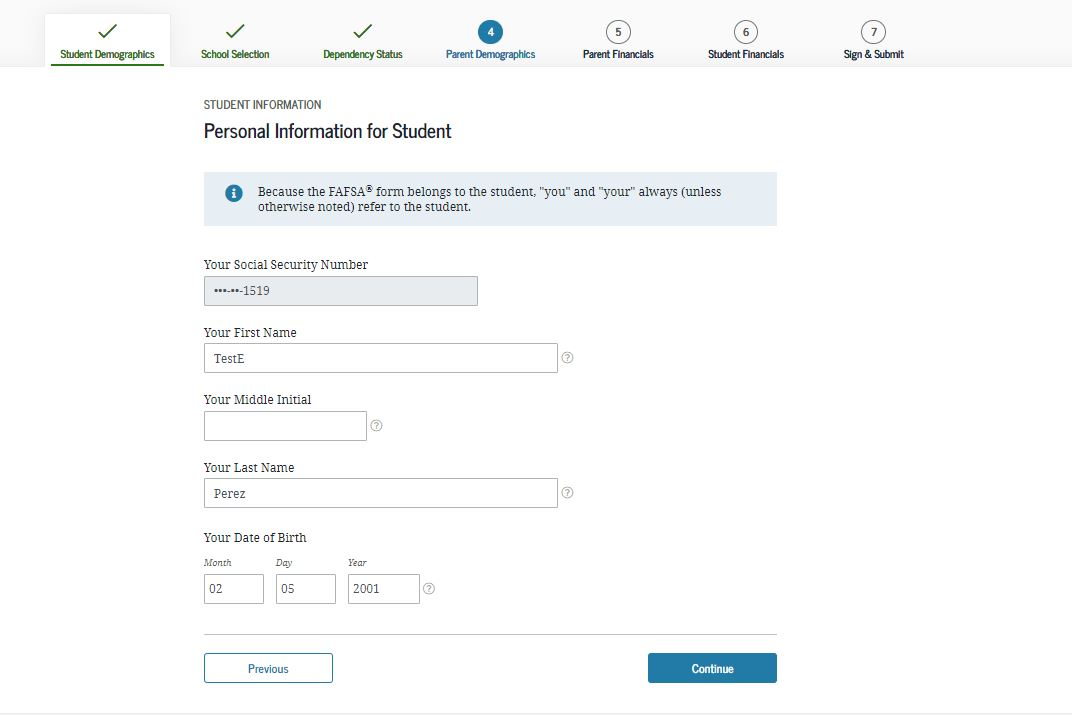 Student Demographics
School Selection
Dependency Status
4
Parent Demographics
5
Parent Financials
6
Student Financials
7
Sign & Submit
STUDENT INFORMATION
Personal Information for Student
i
Because the FAFSA® form belongs to the student, "you" and "your" always (unless
otherwise noted) refer to the student.
Your Social Security Number
•••-••-1519
Your First Name
TestE
?
Your Middle Initial
?
Your Last Name
Perez
?
Your Date of Birth
Month Day Year
02 05 2001 ?
Previous Continue